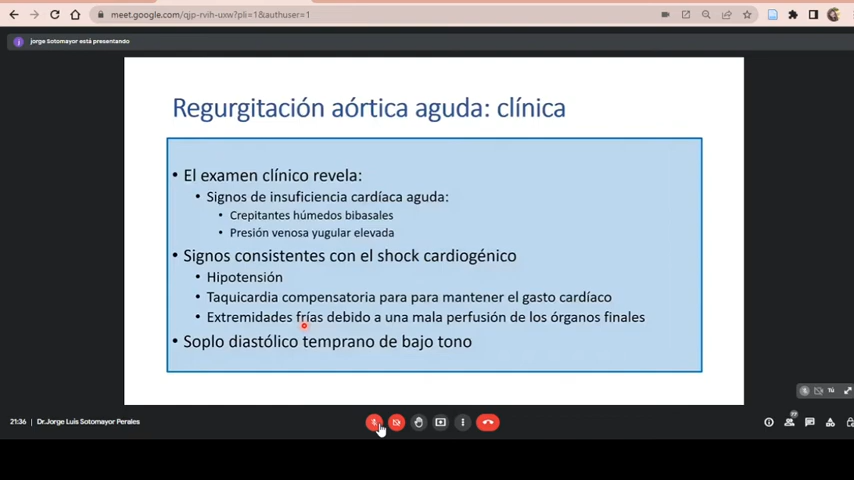 meet.google.com/qjp-rvih-uxw?pli=1&authuser=1
j
jorge Sotomayor está presentando
Regurgitación aórtica aguda: clínica
• El examen clínico revela:
• Signos de insuficiencia cardíaca aguda:
• Crepitantes húmedos bibasales
• Presión venosa yugular elevada
• Signos consistentes con el shock cardiogénico
• Hipotensión
• Taquicardia compensatoria para para mantener el gasto cardíaco
• Extremidades frías debido a una mala perfusión de los órganos finales
• Soplo diastólico temprano de bajo tono
Tú
21:36 | Dr.Jorge Luis Sotomayor Perales